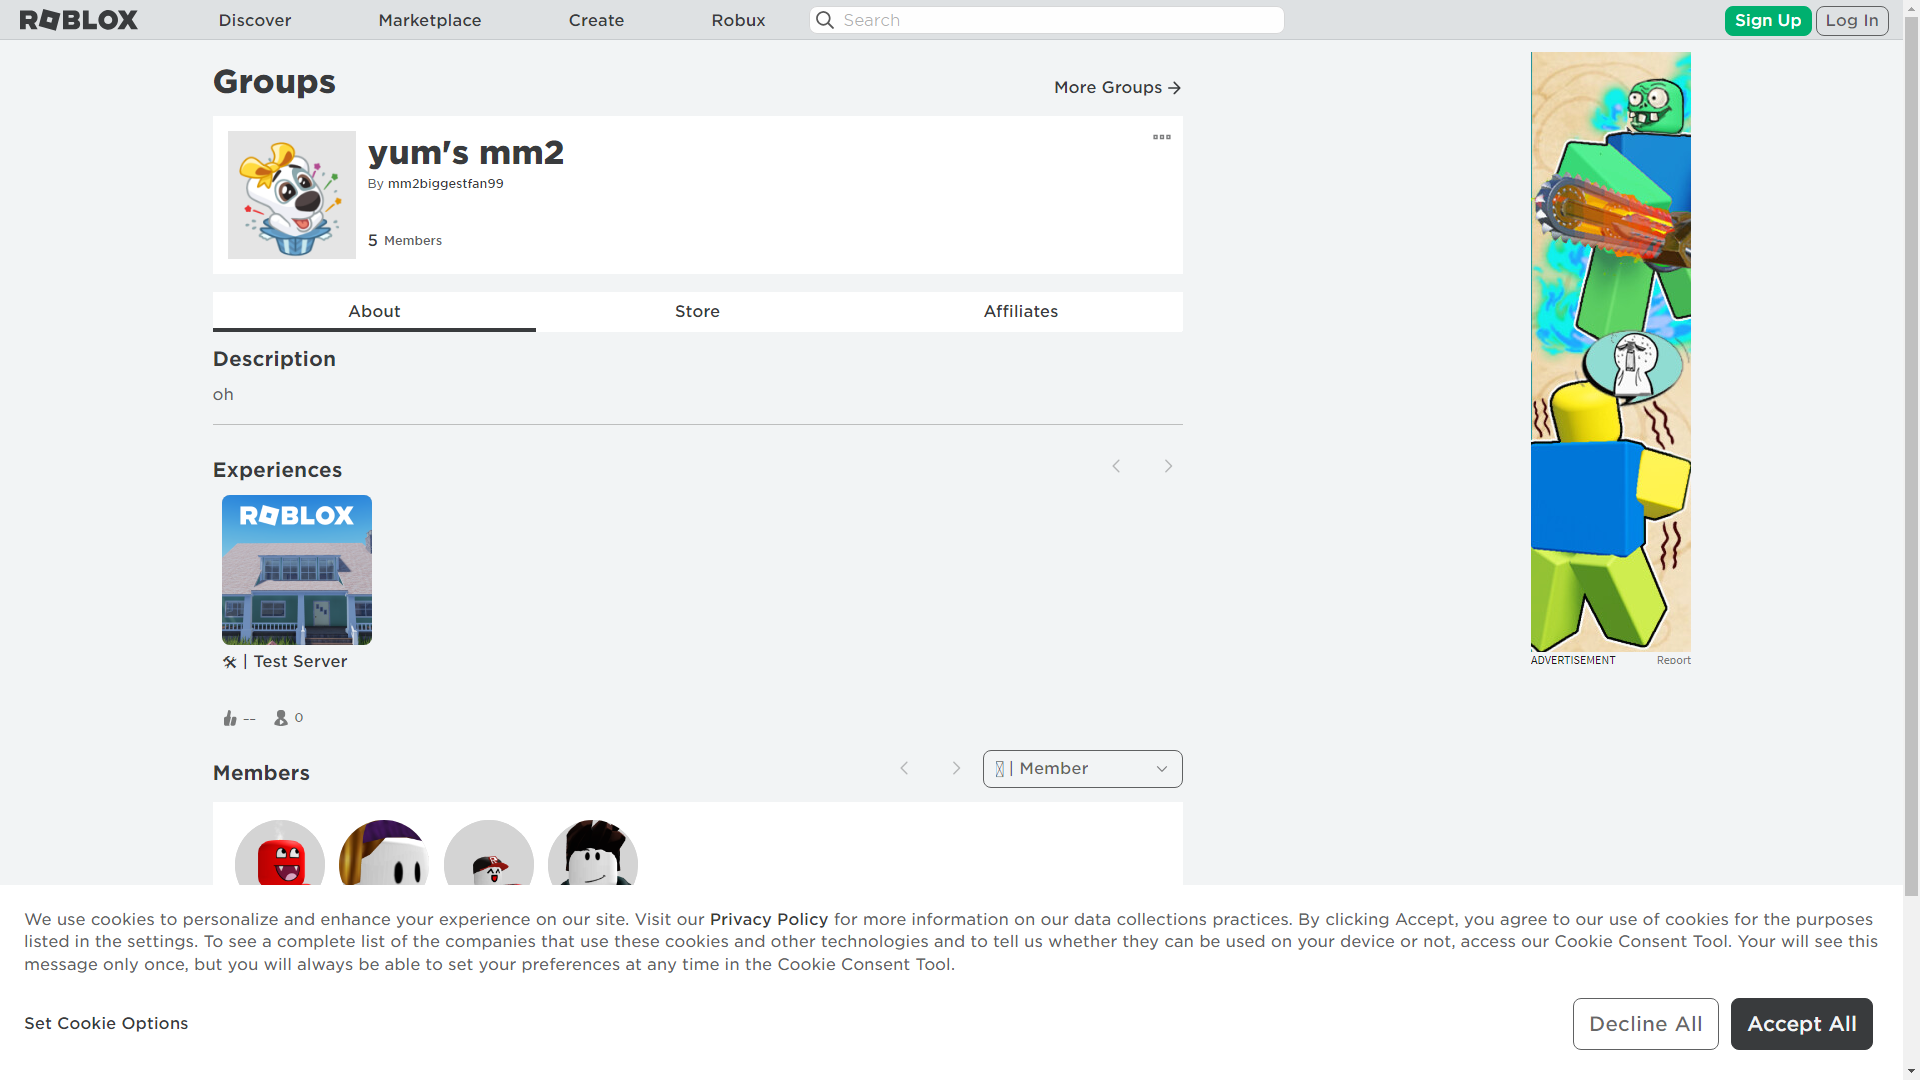 ROBLOX
Discover
Marketplace
Create
Robux
Search
Sign Up
Log In
Groups
More Groups
yum's mm2
By mm2biggestfan99
5 Members
About
Store
Affiliates
Description
oh
Experiences
ROBLOX
🛠 | Test Server
--
0
Members
| Member
ADVERTISEMENT
Report
We use cookies to personalize and enhance your experience on our site. Visit our Privacy Policy for more information on our data collections practices. By clicking Accept, you agree to our use of cookies for the purposes
listed in the settings. To see a complete list of the companies that use these cookies and other technologies and to tell us whether they can be used on your device or not, access our Cookie Consent Tool. Your will see this
message only once, but you will always be able to set your preferences at any time in the Cookie Consent Tool.
Set Cookie Options
Decline All
Accept All